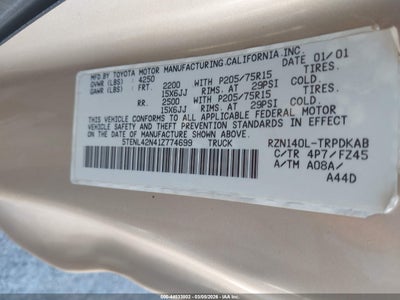 MFD. BY TOYOTA MOTOR MANUFACTURING,CALIFORNIA,INC.
GVWR (LBS) 4250 01/01
GAWR (LBS) FRT. 2200 WITH P205/75R15 TIRES.
15X6JJ RIMS, AT 29PSI COLD.
RR. 2500 WITH P205/75R15 TIRES.
15X6JJ RIMS, AT 29PSI COLD.
THIS VEHICLE CONFORMS TO ALL APPLICABLE FEDERAL MOTOR
VEHICLE SAFETY, BUMPER AND THEFT PREVENTION STANDARDS IN EFFECT ON THE
DATE OF MANUFACTURE SHOWN ABOVE.
5TENL42N41Z774699 TRUCK
RZN140L-TRPDKAB
C/TR 4P7/FZ45
A/TM A08A/
A44D